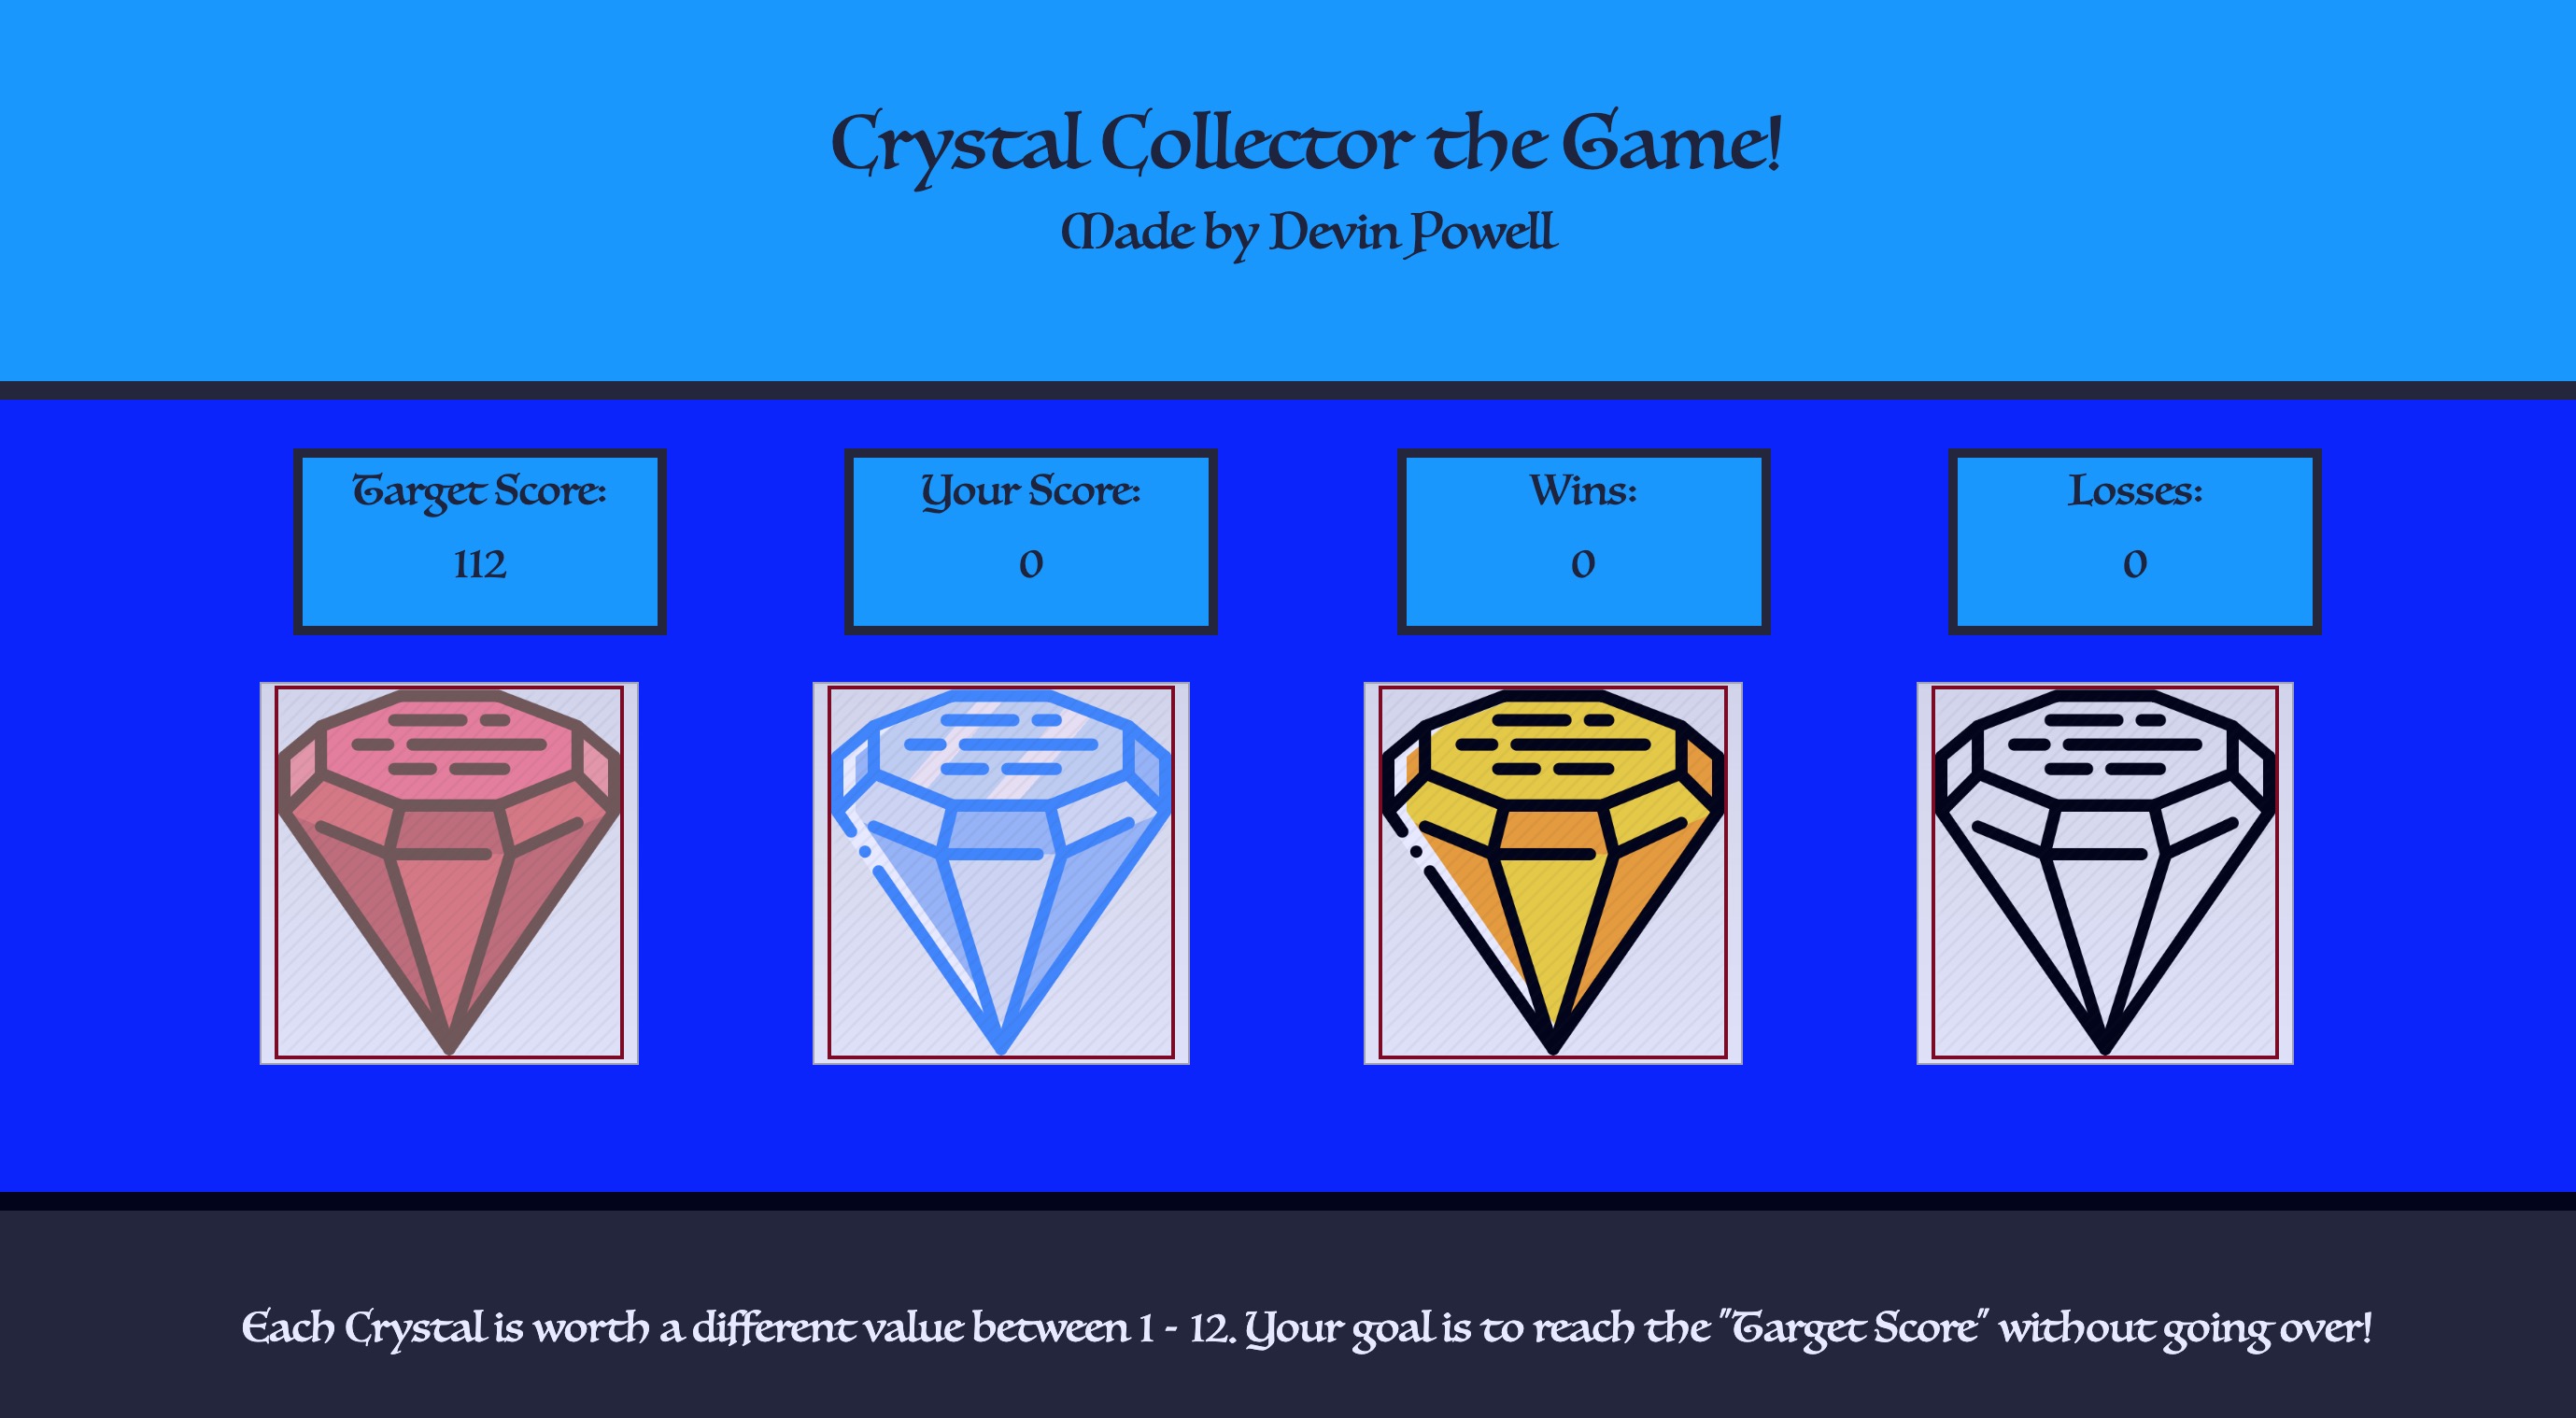 Crystal Collector the Game!
Made by Devin Powell
Target Score:
112
Your Score:
0
Wins:
0
Losses:
0
Each Crystal is worth a different value between 1 - 12. Your goal is to reach the "Target Score" without going over!